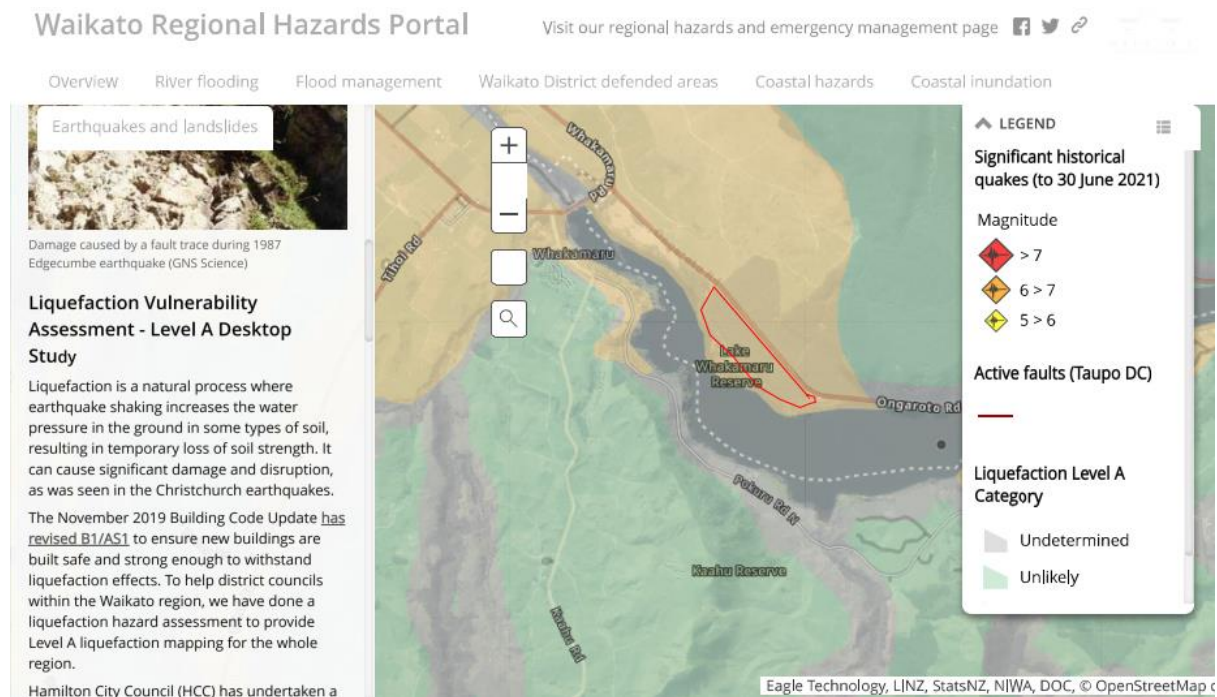 Waikato Regional Hazards Portal
Visit our regional hazards and emergency management page
Overview
River flooding
Flood management
Waikato District defended areas
Coastal hazards
Coastal inundation
Earthquakes and landslides
Damage caused by a fault trace during 1987
Edgecumbe earthquake (GNS Science)
Liquefaction Vulnerability
Assessment - Level A Desktop
Study
Liquefaction is a natural process where
earthquake shaking increases the water
pressure in the ground in some types of soil,
resulting in temporary loss of soil strength. It
can cause significant damage and disruption,
as was seen in the Christchurch earthquakes.
The November 2019 Building Code Update has
revised B1/AS1 to ensure new buildings are
built safe and strong enough to withstand
liquefaction effects. To help district councils
within the Waikato region, we have done a
liquefaction hazard assessment to provide
Level A liquefaction mapping for the whole
region.
Hamilton City Council (HCC) has undertaken a
+
−
Whakamaru
Rd
Tihoi Rd
Whakamaru
Lake
Whakamaru
Reserve
Ongaroto Rd
Pokuru Rd N
Kaahu Reserve
Kaahu Rd
LEGEND
Significant historical
quakes (to 30 June 2021)
Magnitude
> 7
6 > 7
5 > 6
Active faults (Taupo DC)
Liquefaction Level A
Category
Undetermined
Unlikely
Eagle Technology, LINZ, StatsNZ, NIWA, DOC, © OpenStreetMap